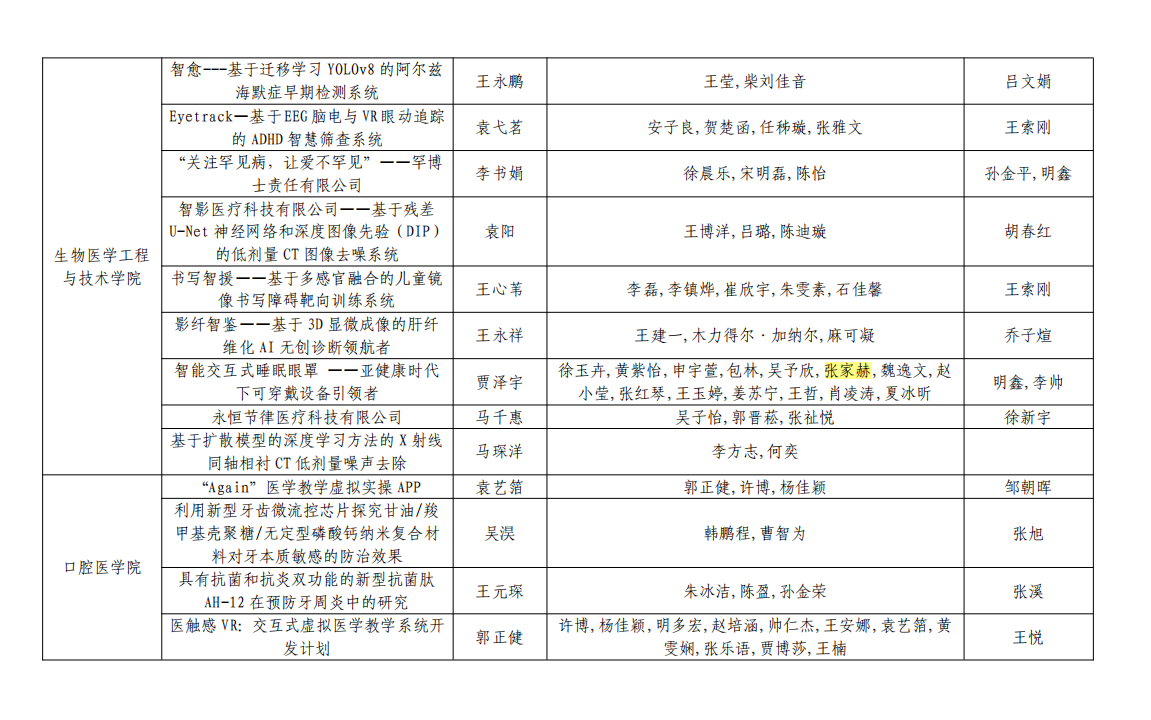 生物医学工程
与技术学院
智愈---基于迁移学习 YOLOv8 的阿尔兹
海默症早期检测系统
王永鹏
王莹,柴刘佳音
吕文娟
Eyetrack—基于EEG 脑电与 VR 眼动追踪
的 ADHD 智慧筛查系统
袁弋茗
安子良,贺楚函,任秭璇,张雅文
王索刚
“关注罕见病，让爱不罕见”——罕博
士责任有限公司
李书娟
徐晨乐,宋明磊,陈怡
孙金平,明鑫
智影医疗科技有限公司——基于残差
U-Net 神经网络和深度图像先验（DIP）
的低剂量 CT 图像去噪系统
袁阳
王博洋,吕璐,陈迪璇
胡春红
书写智援——基于多感官融合的儿童镜
像书写障碍靶向训练系统
王心苇
李磊,李镇烨,崔欣宇,朱雯素,石佳馨
王索刚
影纤智鉴——基于 3D 显微成像的肝纤
维化 AI 无创诊断领航者
王永祥
王建一,木力得尔·加纳尔,麻可凝
乔子煊
智能交互式睡眠眼罩 ——亚健康时代
下可穿戴设备引领者
贾泽宇
徐玉卉,黄紫怡,申宇萱,包林,吴予欣,张家赫,魏逸文,赵
小莹,张红琴,王玉婷,姜苏宁,王哲,肖凌涛,夏冰昕
明鑫,李帅
永恒节律医疗科技有限公司
马千惠
吴子怡,郭晋菘,张祉悦
徐新宇
基于扩散模型的深度学习方法的 X 射线
同轴相衬 CT 低剂量噪声去除
马琛洋
李方志,何奕
口腔医学院
“Again”医学教学虚拟实操 APP
袁艺箔
郭正健,许博,杨佳颖
邹朝晖
利用新型牙齿微流控芯片探究甘油/羧
甲基壳聚糖/无定型磷酸钙纳米复合材
料对牙本质敏感的防治效果
吴淏
韩鹏程,曹智为
张旭
具有抗菌和抗炎双功能的新型抗菌肽
AH-12 在预防牙周炎中的研究
王元琛
朱冰洁,陈盈,孙金荣
张溪
医触感 VR：交互式虚拟医学教学系统开
发计划
郭正健
许博,杨佳颖,明多宏,赵培涵,帅仁杰,王安娜,袁艺箔,黄
雯娴,张乐语,贾博莎,王楠
王悦